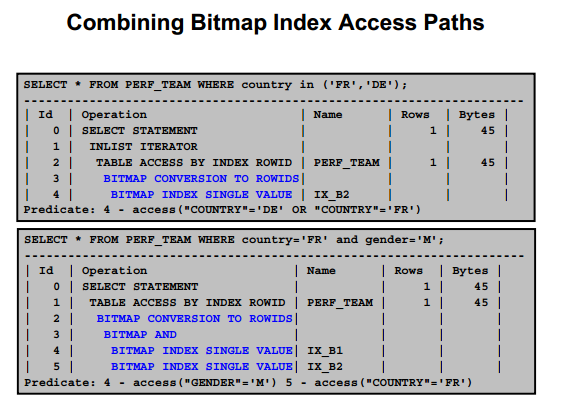 Combining Bitmap Index Access Paths
SELECT * FROM PERF_TEAM WHERE country in ('FR','DE');
-----------------------------------------------------------------
| Id | Operation | Name | Rows | Bytes |
| 0 | SELECT STATEMENT | | 1 | 45 |
| 1 | INLIST ITERATOR | | | |
| 2 | TABLE ACCESS BY INDEX ROWID | PERF_TEAM | 1 | 45 |
| 3 | BITMAP CONVERSION TO ROWIDS| | | |
| 4 | BITMAP INDEX SINGLE VALUE | IX_B2 | | |
Predicate: 4 - access("COUNTRY"='DE' OR "COUNTRY"='FR')
SELECT * FROM PERF_TEAM WHERE country='FR' and gender='M';
-----------------------------------------------------------------
| Id | Operation | Name | Rows | Bytes |
| 0 | SELECT STATEMENT | | 1 | 45 |
| 1 | TABLE ACCESS BY INDEX ROWID | PERF_TEAM | 1 | 45 |
| 2 | BITMAP CONVERSION TO ROWIDS| | | |
| 3 | BITMAP AND | | | |
| 4 | BITMAP INDEX SINGLE VALUE| IX_B1 | | |
| 5 | BITMAP INDEX SINGLE VALUE| IX_B2 | | |
Predicate: 4 - access("GENDER"='M') 5 - access("COUNTRY"='FR')